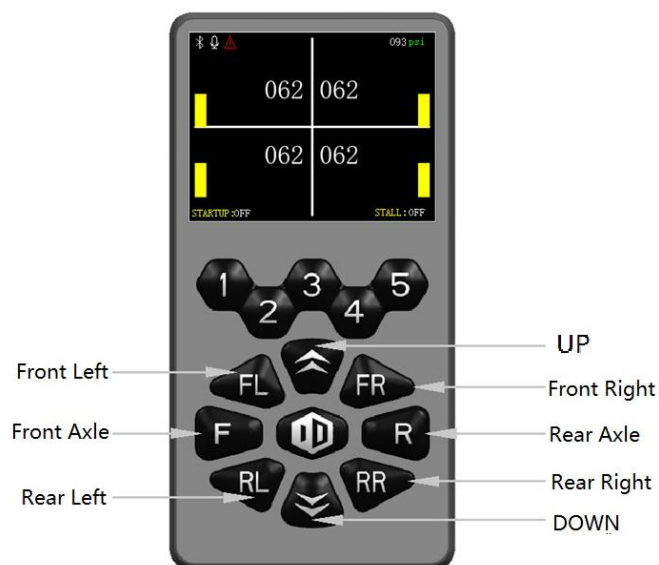 093 psi
062 062
062 062
STARTUP:OFF STALL:OFF
1 2 3 4 5
UP
Front Left FL FR Front Right
Front Axle F R Rear Axle
Rear Left RL RR Rear Right
DOWN